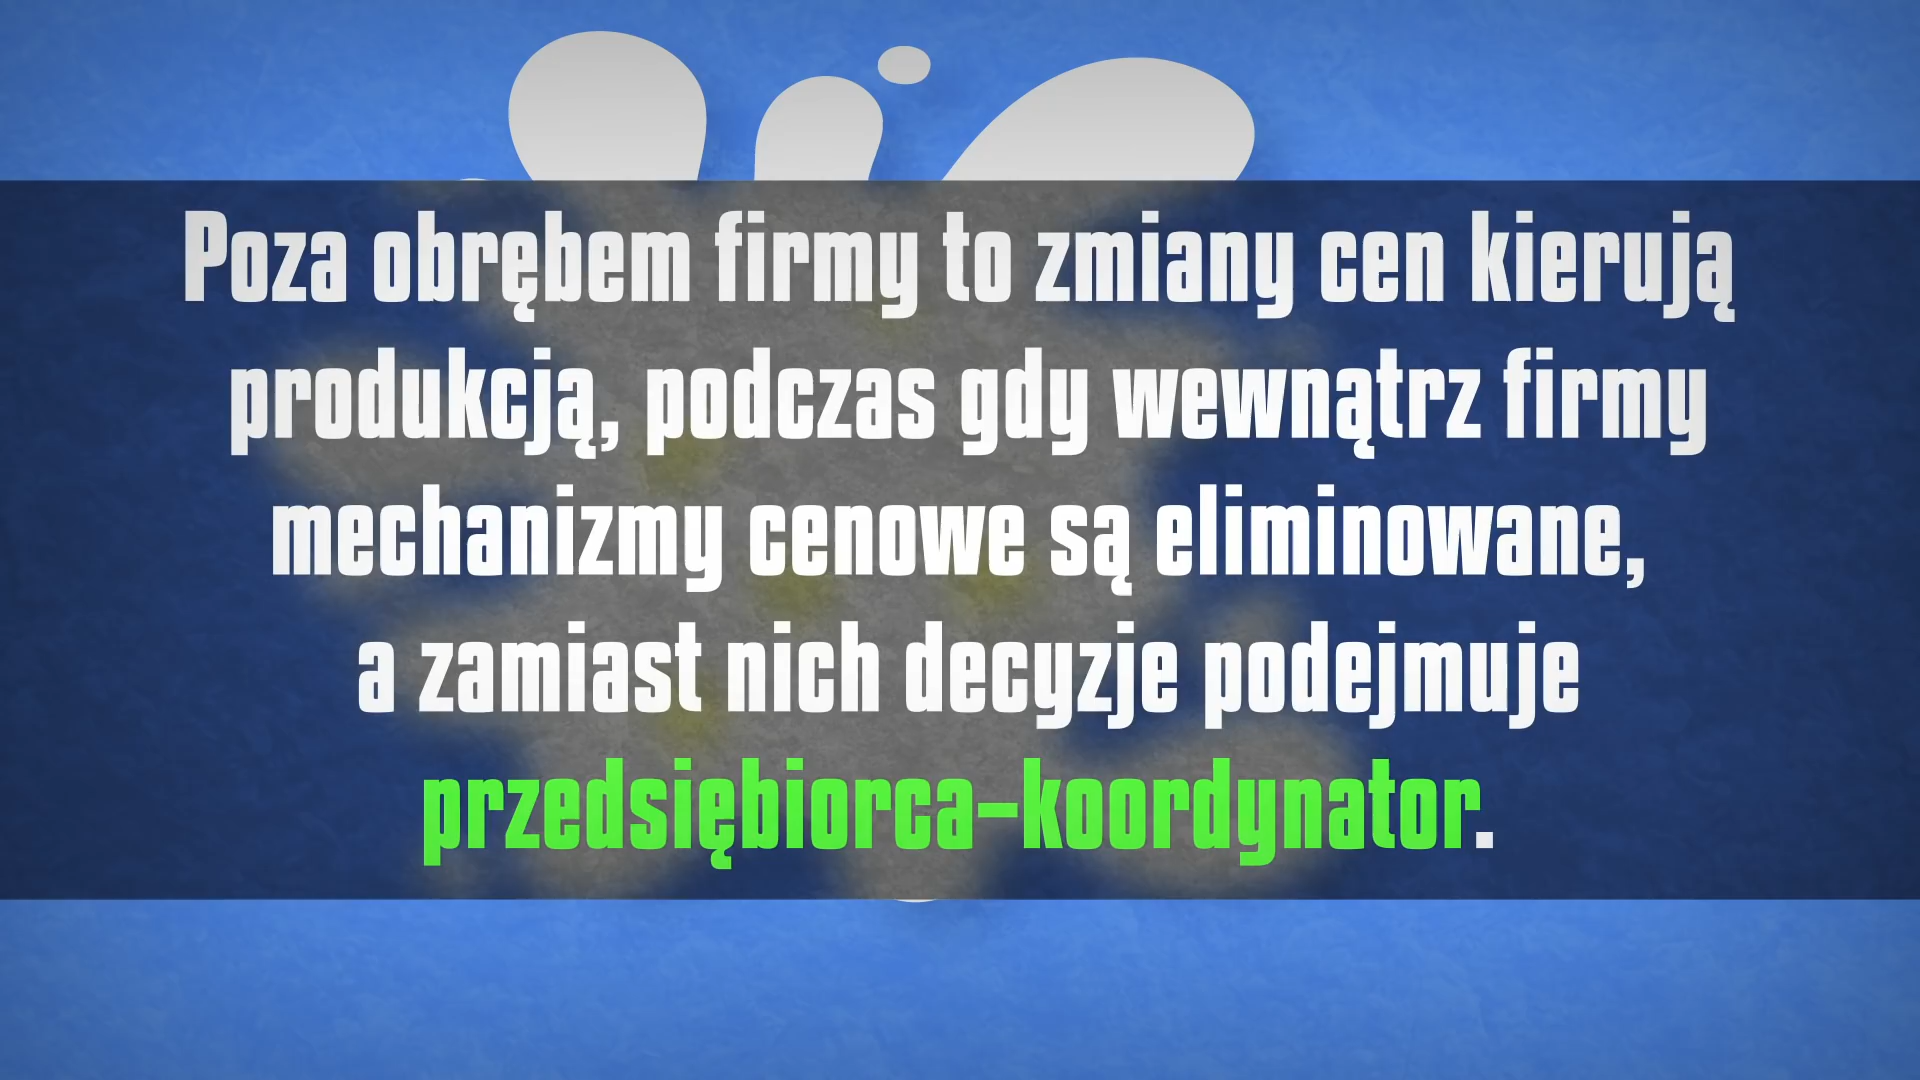 Poza obrębem firmy to zmiany cen kierują
produkcją, podczas gdy wewnątrz firmy
mechanizmy cenowe są eliminowane,
a zamiast nich decyzje podejmuje
przedsiębiorca–koordynator.